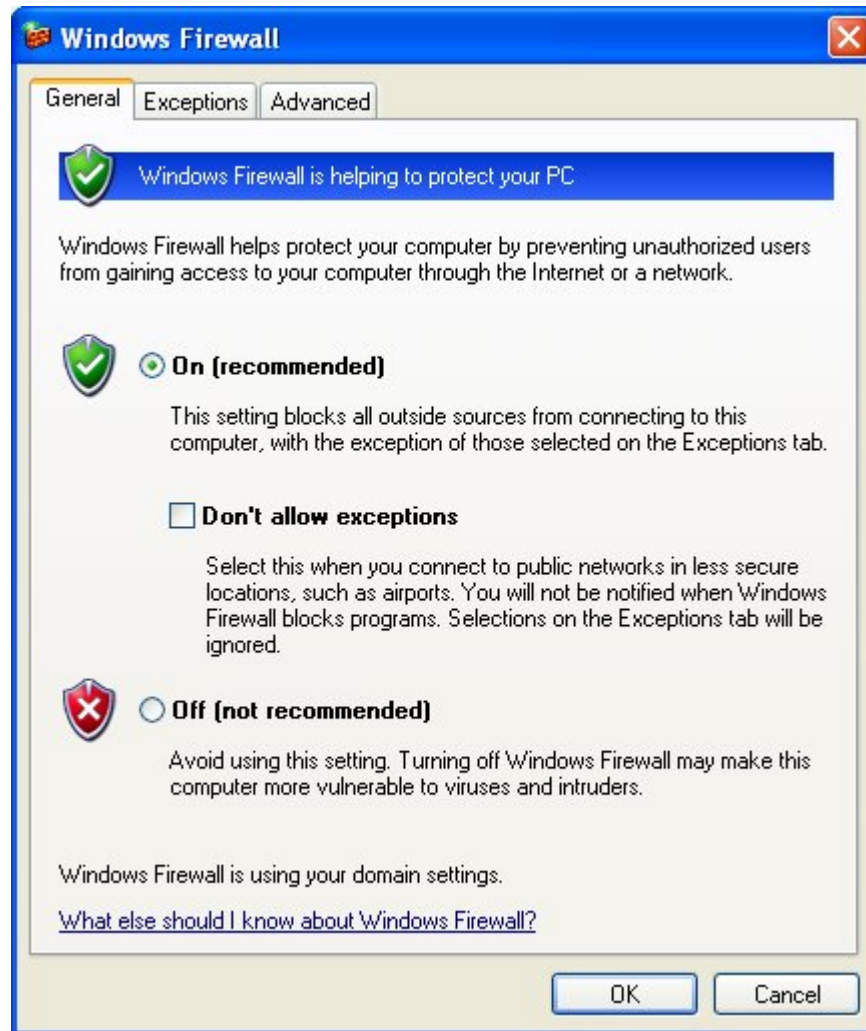 Windows Firewall
General
Exceptions
Advanced
Windows Firewall is helping to protect your PC
Windows Firewall helps protect your computer by preventing unauthorized users
from gaining access to your computer through the Internet or a network.
On (recommended)
This setting blocks all outside sources from connecting to this
computer, with the exception of those selected on the Exceptions tab.
Don't allow exceptions
Select this when you connect to public networks in less secure
locations, such as airports. You will not be notified when Windows
Firewall blocks programs. Selections on the Exceptions tab will be
ignored.
Off (not recommended)
Avoid using this setting. Turning off Windows Firewall may make this
computer more vulnerable to viruses and intruders.
Windows Firewall is using your domain settings.
What else should I know about Windows Firewall?
OK
Cancel